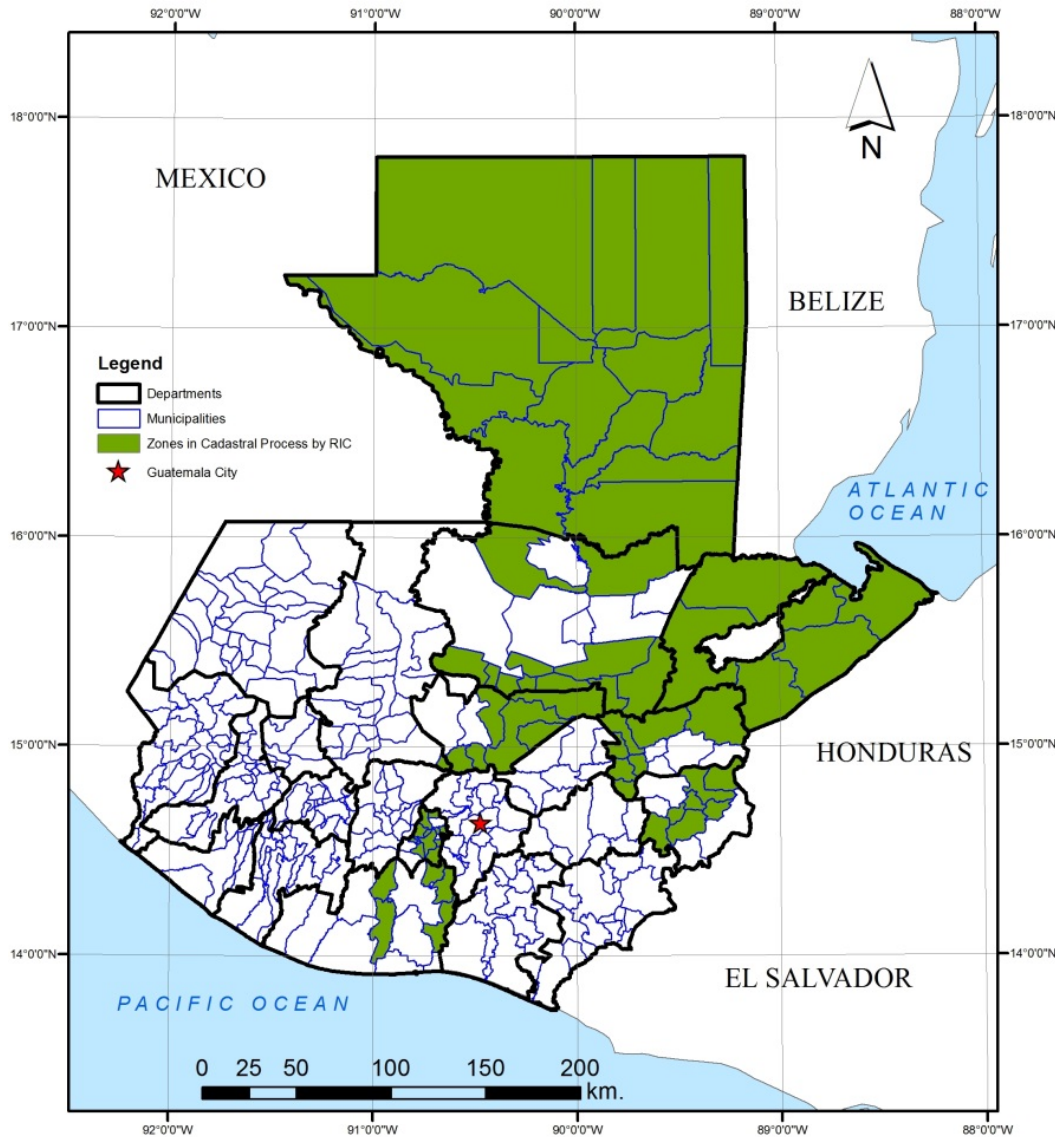 92°0'0"W 91°0'0"W 90°0'0"W 89°0'0"W 88°0'0"W
18°0'0"N 18°0'0"N
N
MEXICO
BELIZE
17°0'0"N 17°0'0"N
Legend
Departments
Municipalities
Zones in Cadastral Process by RIC
Guatemala City
ATLANTIC
OCEAN
16°0'0"N 16°0'0"N
15°0'0"N 15°0'0"N
HONDURAS
14°0'0"N 14°0'0"N
EL SALVADOR
PACIFIC OCEAN
0 25 50 100 150 200
km.
92°0'0"W 91°0'0"W 90°0'0"W 89°0'0"W 88°0'0"W